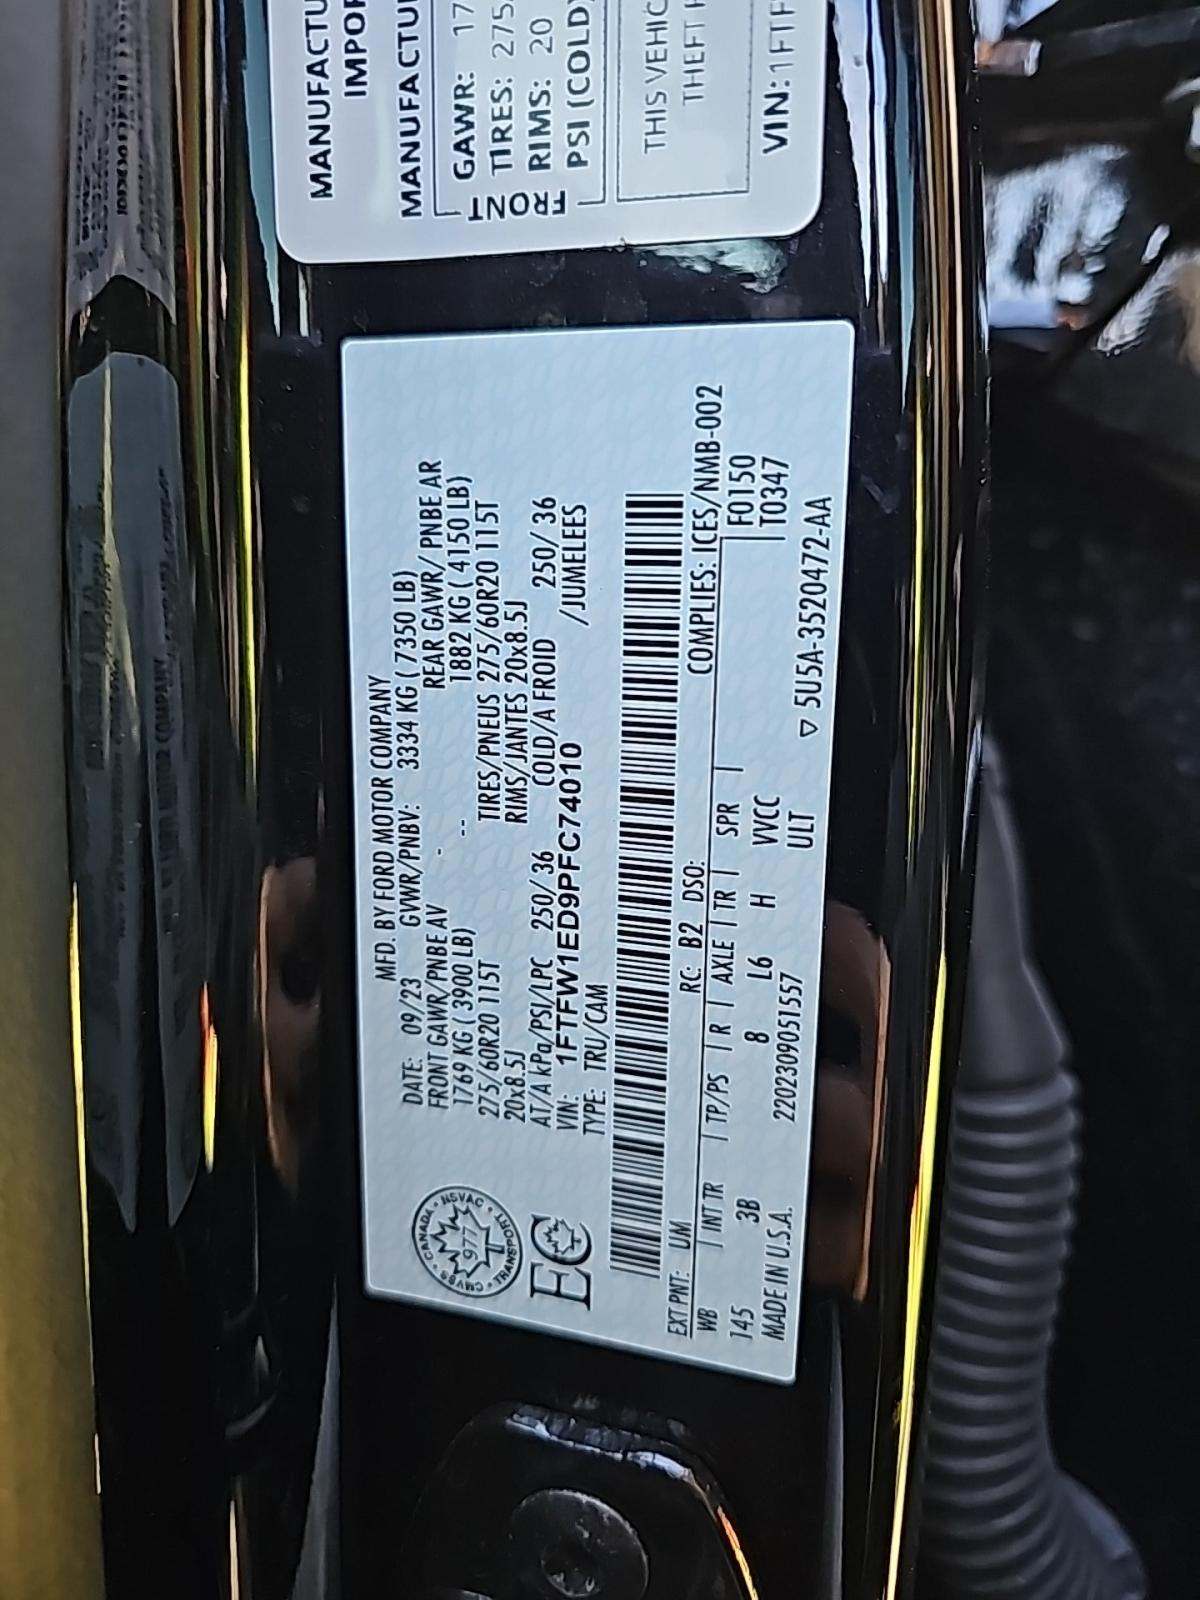 MANUFACTU
IMPOR
MANUFACTU
GAWR: 17
TIRES: 275
RIMS: 20
PSI (COLD)
FRONT
THIS VEHIC
THEFT
VIN: 1FTF
MFD. BY FORD MOTOR COMPANY
DATE: 09/23 GVWR/PNBV: 3334 KG ( 7350 LB)
FRONT GAWR/PNBE AV REAR GAWR/ PNBE AR
1769 KG ( 3900 LB) - -- 1882 KG ( 4150 LB)
275/60R20 115T TIRES/PNEUS 275/60R20 115T
20x8.5J RIMS/JANTES 20x8.5J
AT/A kPa/PSI/LPC 250/ 36 COLD/A FROID 250/ 36
VIN: 1FTFW1ED9PFC74010 /JUMELEES
TYPE: TRU/CAM
CANADA • NSVAC • TRANSPORT • CMVSS
977
EC
EXT PNT: UM RC: B2 DSO: COMPLIES: ICES/NMB-002
WB | INT TR | TP/PS | R | AXLE | TR | SPR | F0150
145 3B 8 L6 H VVCC T0347
MADE IN U.S.A. 2202309051557 ULT
▽ 5U5A-3520472-AA